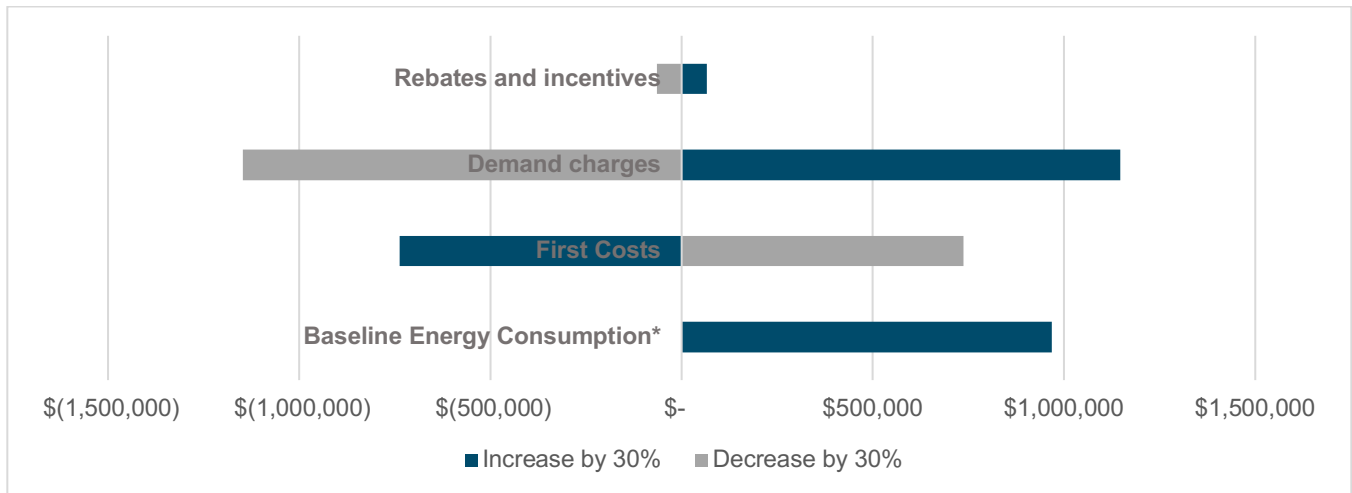 Rebates and incentives
Demand charges
First Costs
Baseline Energy Consumption*
$(1,500,000) $(1,000,000) $(500,000) $- $500,000 $1,000,000 $1,500,000
Increase by 30% Decrease by 30%